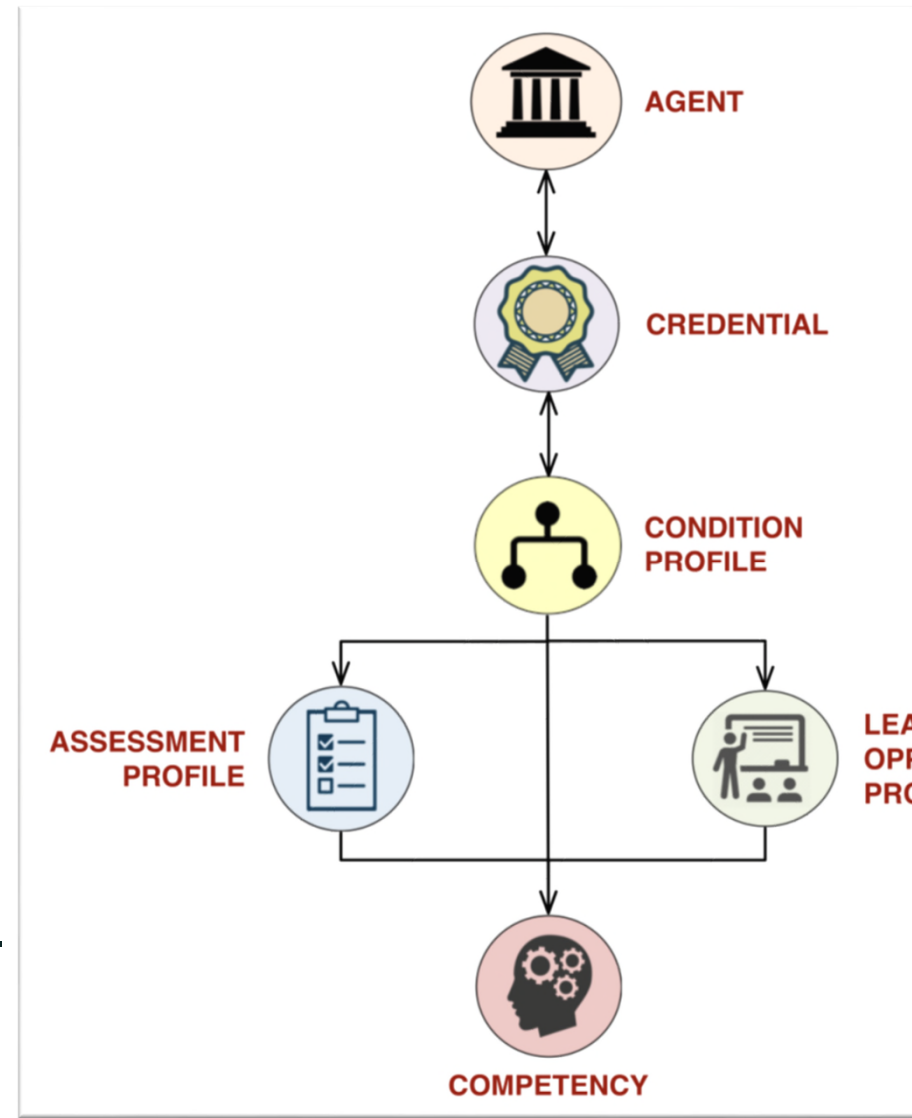 AGENT
CREDENTIAL
CONDITION
PROFILE
ASSESSMENT
PROFILE
COMPETENCY